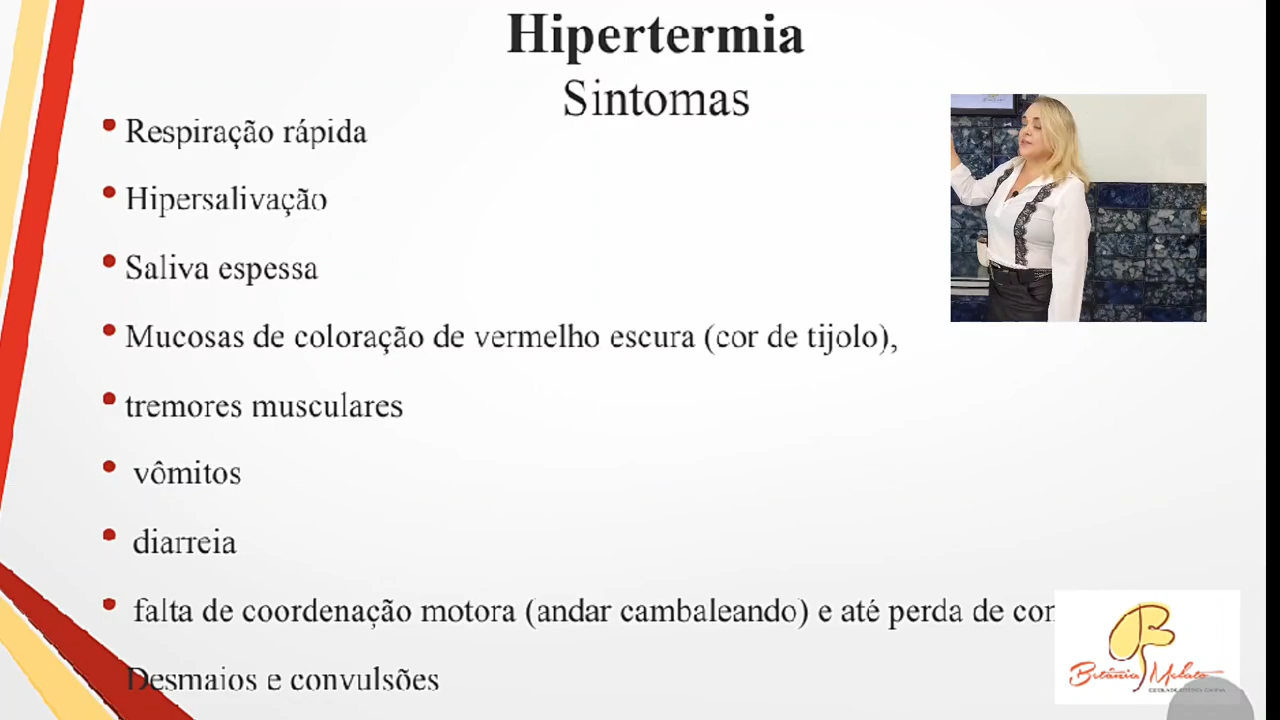 Hipertermia
Sintomas
• Respiração rápida
• Hipersalivação
• Saliva espessa
• Mucosas de coloração de vermelho escura (cor de tijolo),
• tremores musculares
• vômitos
• diarreia
• falta de coordenação motora (andar cambaleando) e até perda de con
Desmaios e convulsões
Betânia Melato